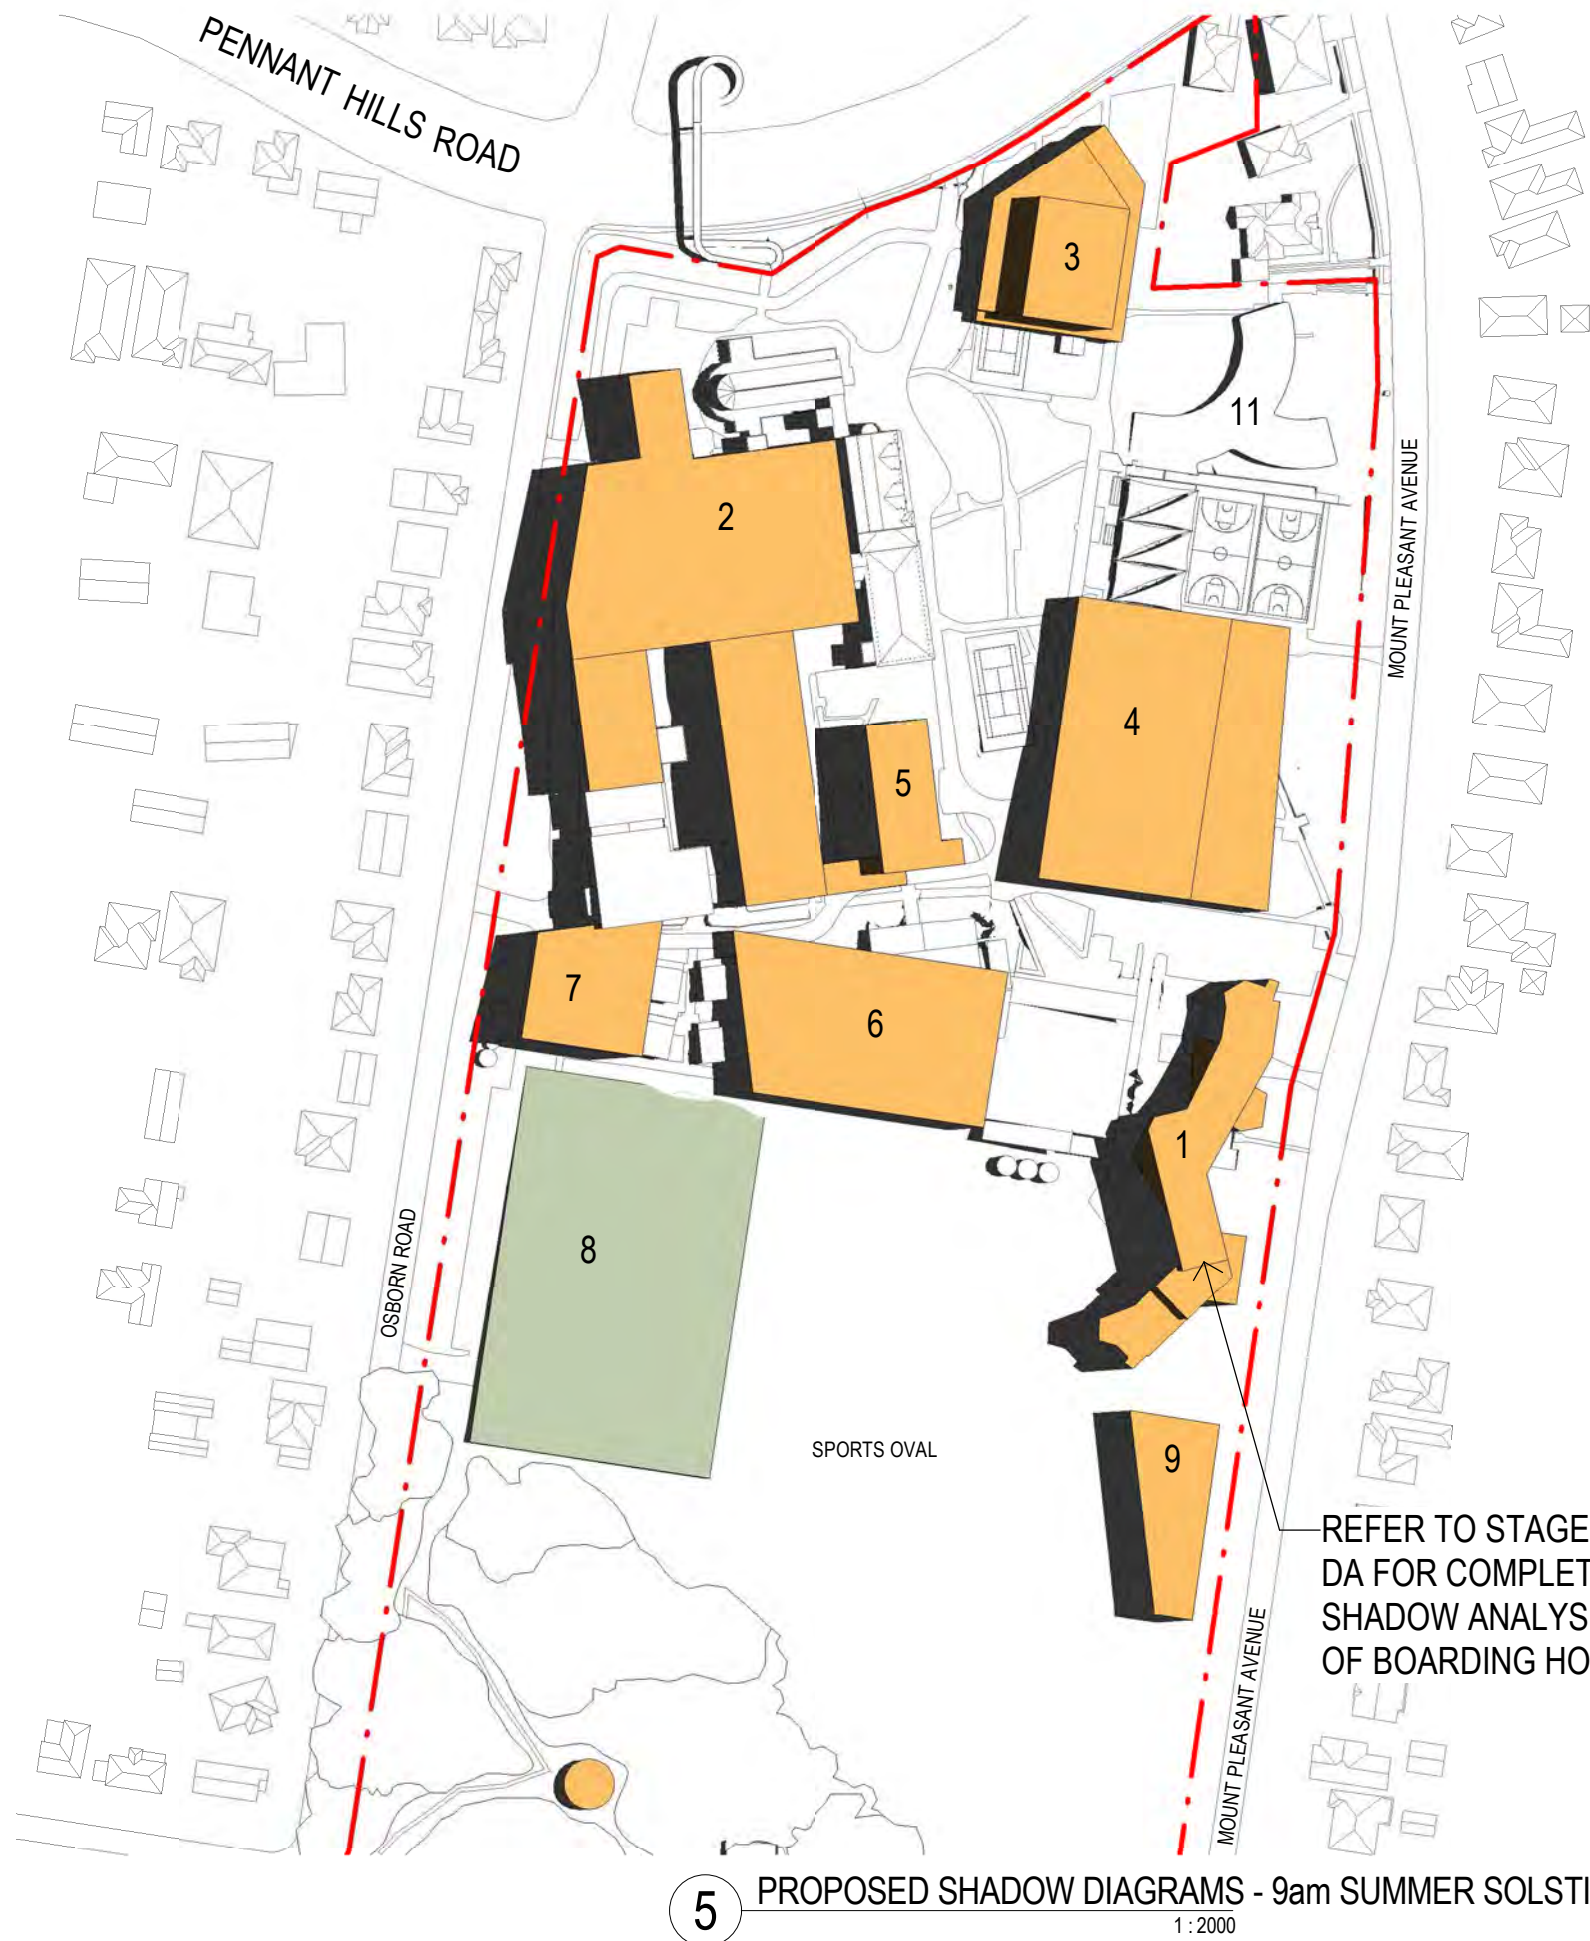 PENNANT HILLS ROAD
3
11
2
MOUNT PLEASANT AVENUE
4
5
7
6
1
8
OSBORN ROAD
SPORTS OVAL
9
REFER TO STAGE
DA FOR COMPLET
SHADOW ANALYS
OF BOARDING HO
MOUNT PLEASANT AVENUE
5
PROPOSED SHADOW DIAGRAMS - 9am SUMMER SOLSTI
1 : 2000